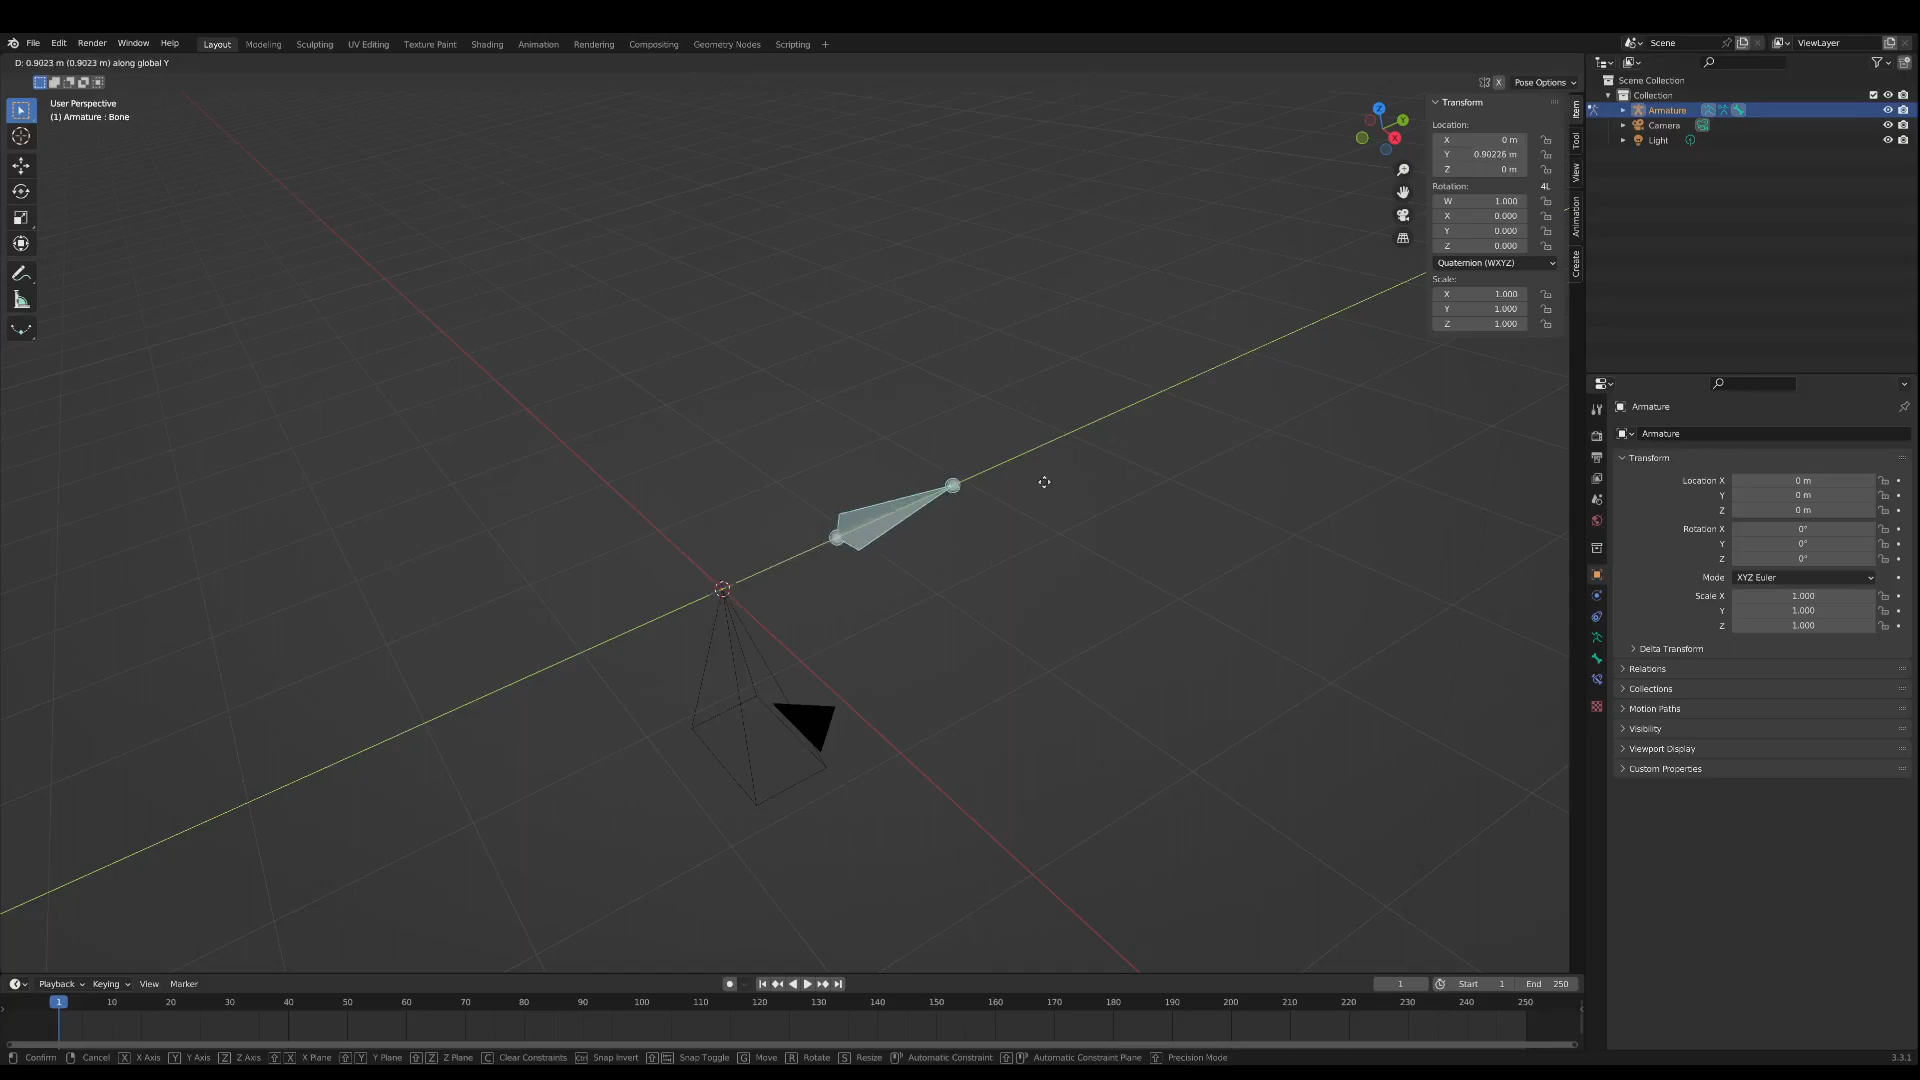 File Edit Render Window Help Layout Modeling Sculpting UV Editing Texture Paint Shading Animation Rendering Compositing Geometry Nodes Scripting + Scene ViewLayer
D: 0.9023 m (0.9023 m) along global Y
X Pose Options
User Perspective
(1) Armature : Bone
Z
Y
X
Transform
Location:
X 0 m
Y 0.90226 m
Z 0 m
Rotation: 4L
W 1.000
X 0.000
Y 0.000
Z 0.000
Quaternion (WXYZ)
Scale:
X 1.000
Y 1.000
Z 1.000
Item
Tool
View
Animation
Create
Scene Collection
Collection
Armature
Camera
Light
Armature
Armature
Transform
Location X 0 m
Y 0 m
Z 0 m
Rotation X 0°
Y 0°
Z 0°
Mode XYZ Euler
Scale X 1.000
Y 1.000
Z 1.000
Delta Transform
Relations
Collections
Motion Paths
Visibility
Viewport Display
Custom Properties
Playback Keying View Marker 1 Start 1 End 250
1 10 20 30 40 50 60 70 80 90 100 110 120 130 140 150 160 170 180 190 200 210 220 230 240 250
Confirm Cancel X X Axis Y Y Axis Z Z Axis X X Plane Y Y Plane Z Z Plane C Clear Constraints Ctrl Snap Invert Snap Toggle G Move R Rotate S Resize Automatic Constraint Automatic Constraint Plane Precision Mode 3.3.1